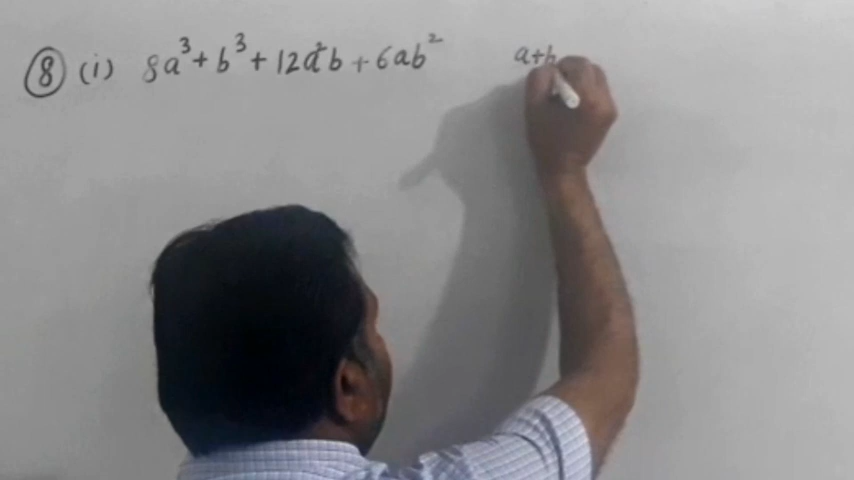 ⑧ (i) 8a³ + b³ + 12a²b + 6ab²
a+b